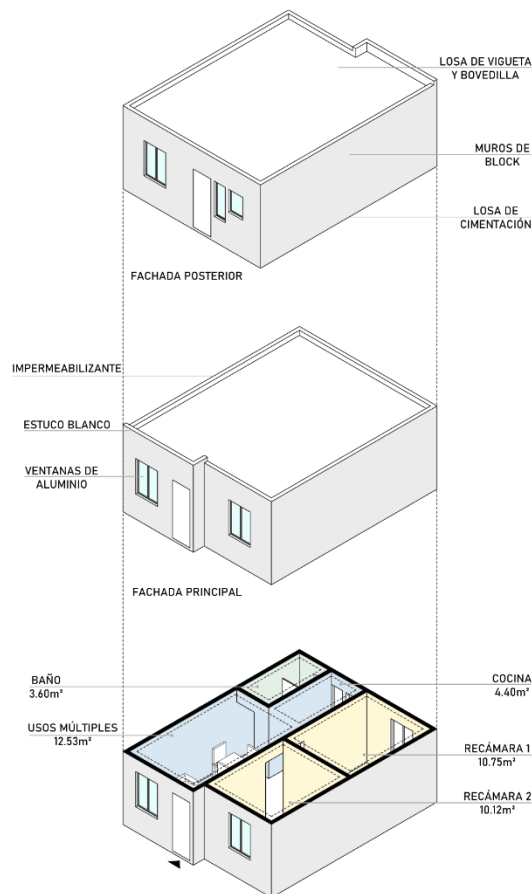 LOSA DE VIGUETA
Y BOVEDILLA
MUROS DE
BLOCK
LOSA DE
CIMENTACIÓN
FACHADA POSTERIOR
IMPERMEABILIZANTE
ESTUCO BLANCO
VENTANAS DE
ALUMINIO
FACHADA PRINCIPAL
BAÑO
3.60m²
COCINA
4.40m²
USOS MÚLTIPLES
12.53m²
RECÁMARA 1
10.75m²
RECÁMARA 2
10.12m²